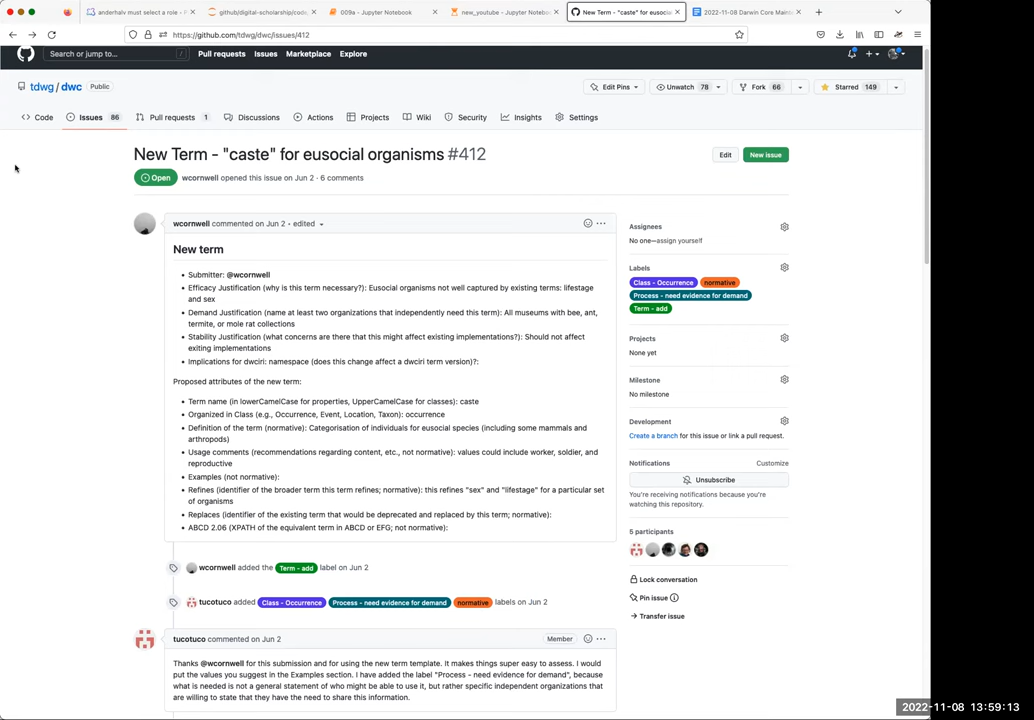 anderhalv must select a role - P
github/digital-scholarship/code
009a - Jupyter Notebook
new_youtube - Jupyter Notebook
New Term - "caste" for eusocial
2022-11-08 Darwin Core Maint
https://github.com/tdwg/dwc/issues/412
Search or jump to...
/
Pull requests
Issues
Marketplace
Explore
tdwg / dwc
Public
Edit Pins
Unwatch 78
Fork 66
Starred 149
Code
Issues 86
Pull requests 1
Discussions
Actions
Projects
Wiki
Security
Insights
Settings
New Term - "caste" for eusocial organisms #412
Edit
New issue
Open
wcornwell opened this issue on Jun 2 · 6 comments
wcornwell commented on Jun 2 • edited
New term
• Submitter: @wcornwell
• Efficacy Justification (why is this term necessary?): Eusocial organisms not well captured by existing terms: lifestage
and sex
• Demand Justification (name at least two organizations that independently need this term): All museums with bee, ant,
termite, or mole rat collections
• Stability Justification (what concerns are there that this might affect existing implementations?): Should not affect
exiting implementations
• Implications for dwciri: namespace (does this change affect a dwciri term version)?:
Proposed attributes of the new term:
• Term name (in lowerCamelCase for properties, UpperCamelCase for classes): caste
• Organized in Class (e.g., Occurrence, Event, Location, Taxon): occurrence
• Definition of the term (normative): Categorisation of individuals for eusocial species (including some mammals and
arthropods)
• Usage comments (recommendations regarding content, etc., not normative): values could include worker, soldier, and
reproductive
• Examples (not normative):
• Refines (identifier of the broader term this term refines; normative): this refines "sex" and "lifestage" for a particular set
of organisms
• Replaces (identifier of the existing term that would be deprecated and replaced by this term; normative):
• ABCD 2.06 (XPATH of the equivalent term in ABCD or EFG; not normative):
wcornwell added the Term - add label on Jun 2
tucotuco added Class - Occurrence Process - need evidence for demand normative labels on Jun 2
tucotuco commented on Jun 2
Member
Thanks @wcornwell for this submission and for using the new term template. It makes things super easy to assess. I would
put the values you suggest in the Examples section. I have added the label "Process - need evidence for demand", because
what is needed is not a general statement of who might be able to use it, but rather specific independent organizations that
are willing to state that they have the need to share this information.
Assignees
No one—assign yourself
Labels
Class - Occurrence
normative
Process - need evidence for demand
Term - add
Projects
None yet
Milestone
No milestone
Development
Create a branch for this issue or link a pull request.
Notifications
Customize
Unsubscribe
You're receiving notifications because you're
watching this repository.
5 participants
Lock conversation
Pin issue
Transfer issue
2022-11-08 13:59:13